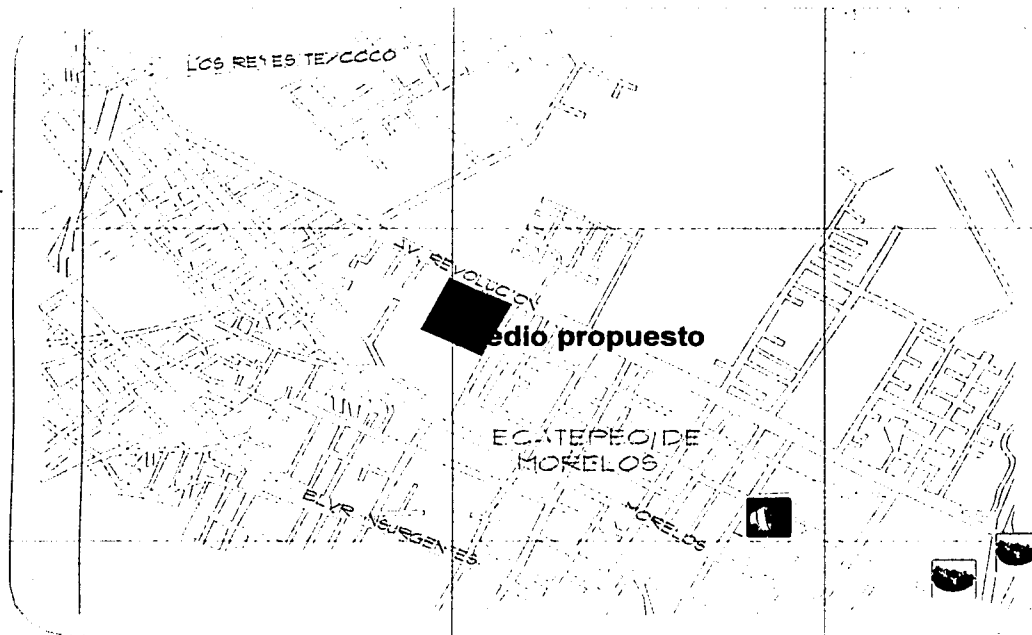 LOS REYES TEXCOCO
AV. REVOLUCION
edio propuesto
ECATEPEC DE
MORELOS
BLVR INSURGENTES
MORELOS